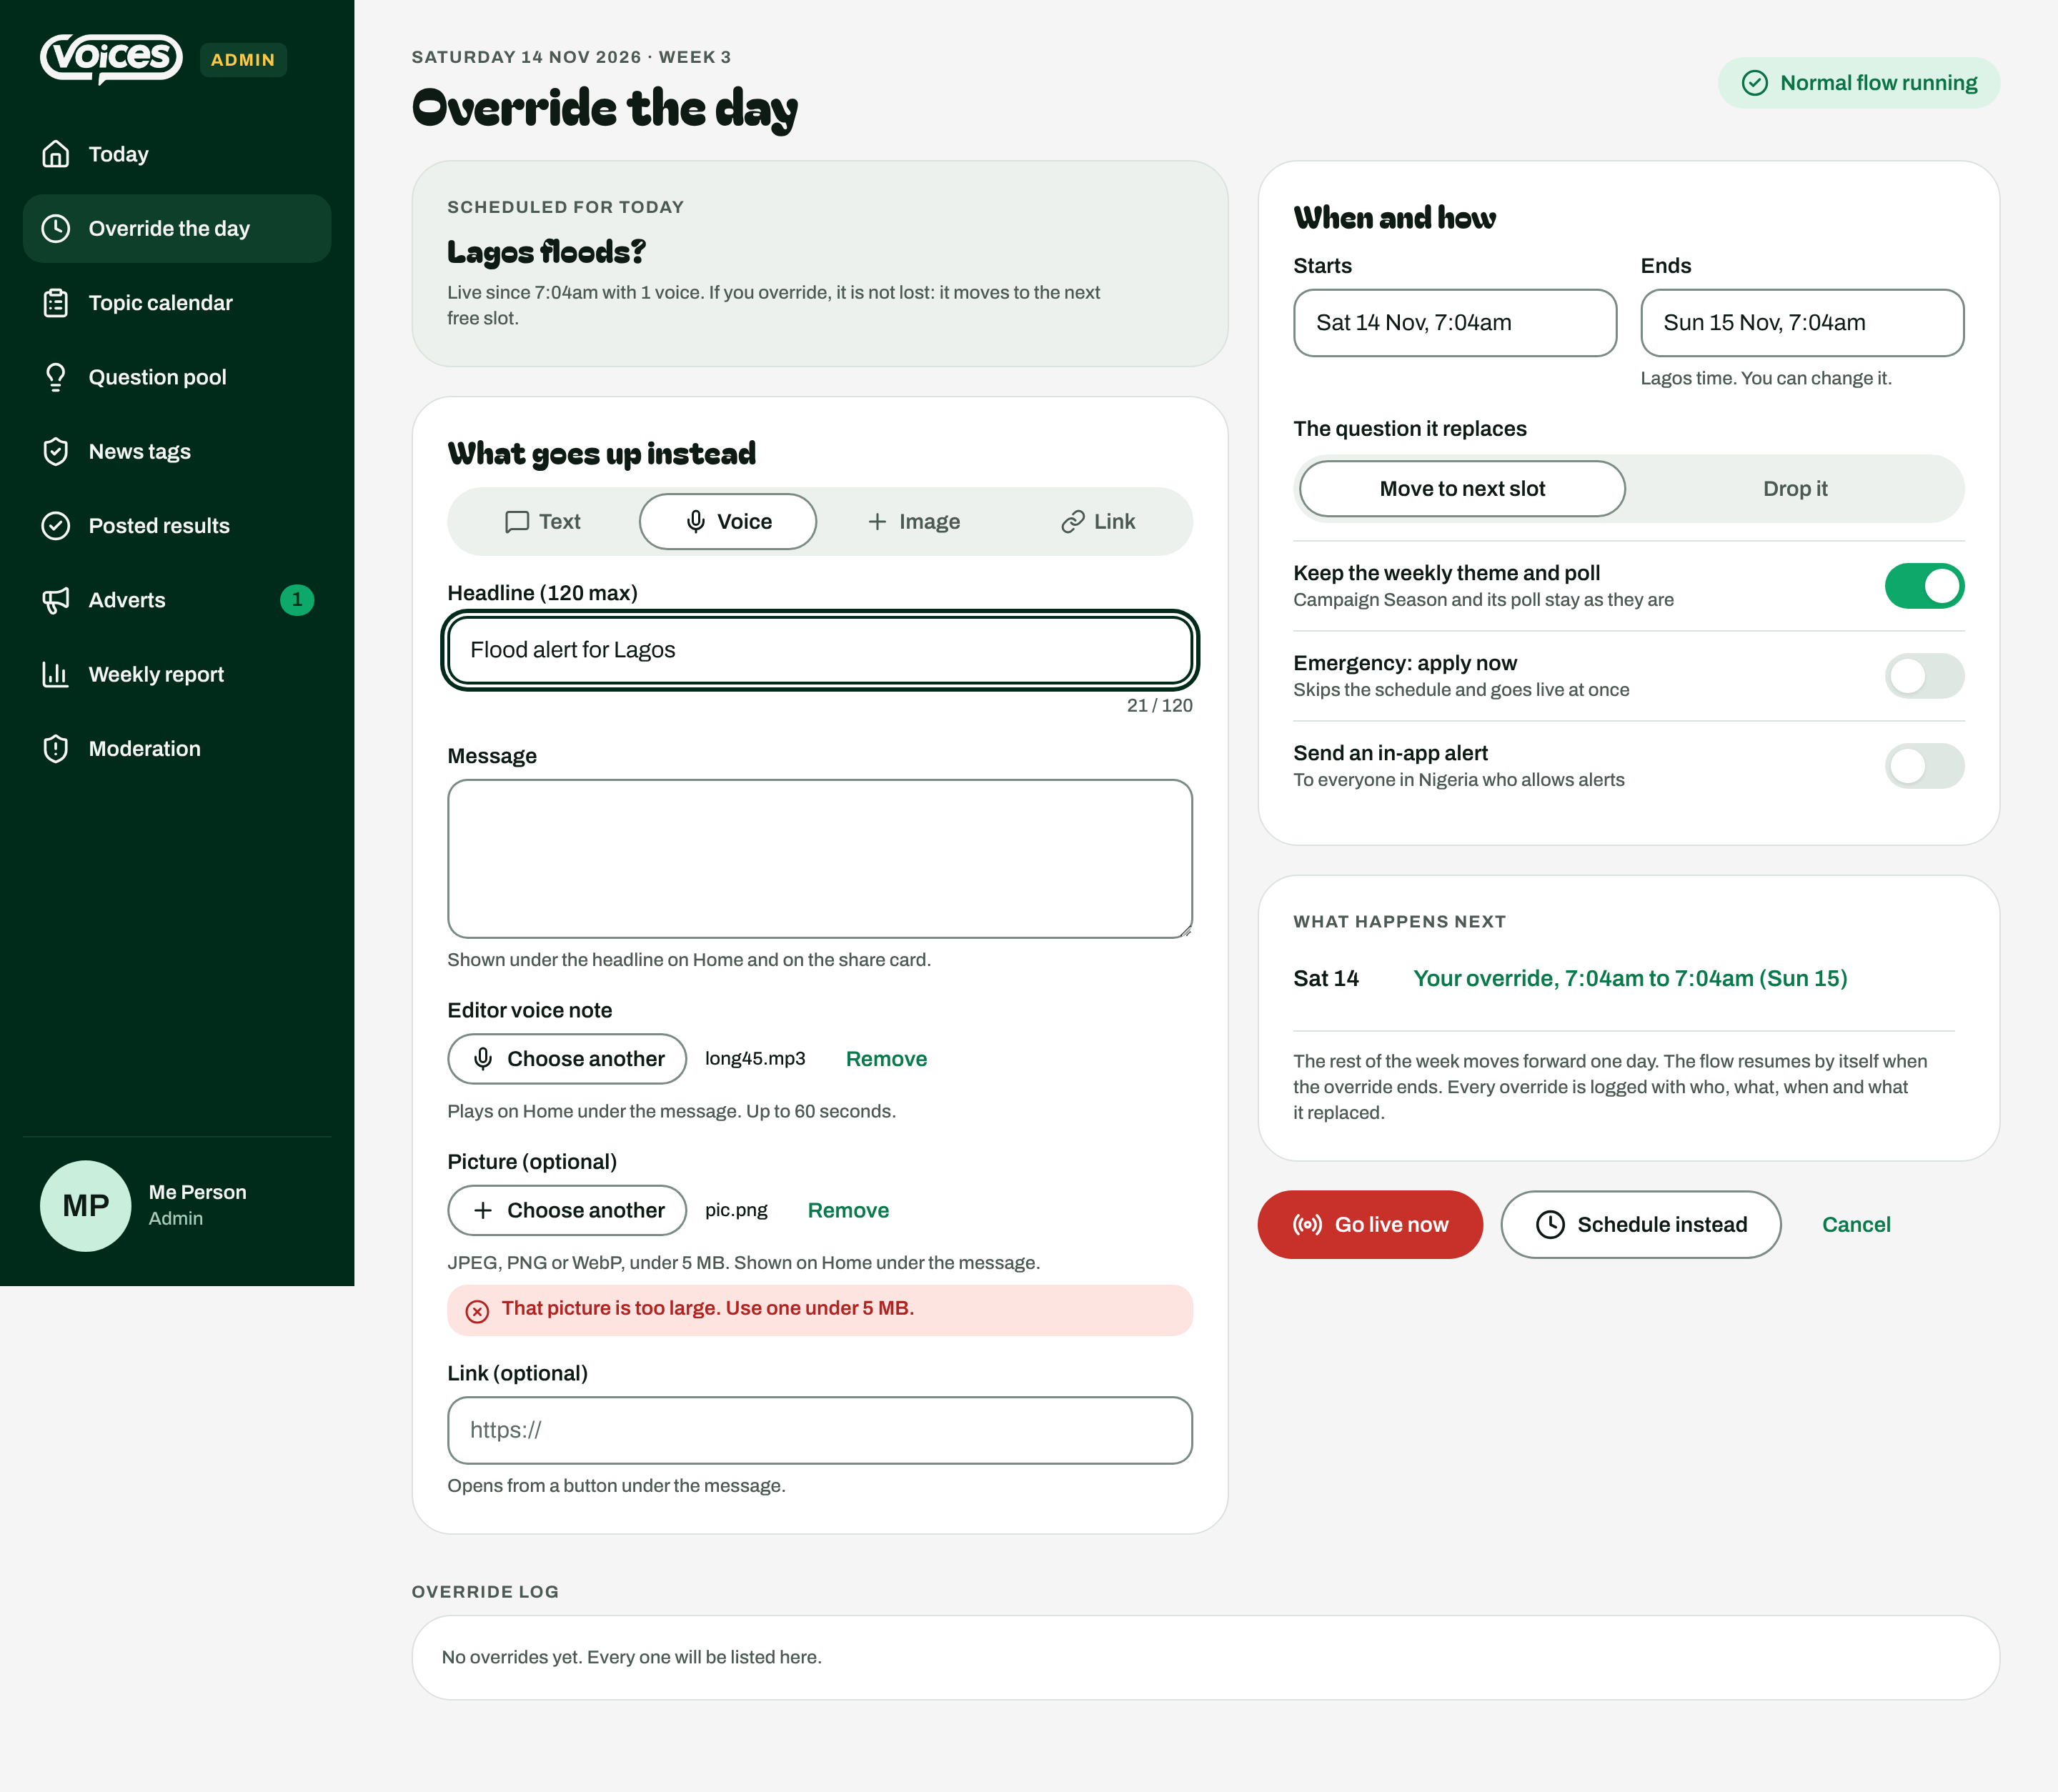 Voices
ADMIN
Today
Override the day
Topic calendar
Question pool
News tags
Posted results
Adverts
1
Weekly report
Moderation
MP
Me Person
Admin
SATURDAY 14 NOV 2026 · WEEK 3
Override the day
Normal flow running
SCHEDULED FOR TODAY
Lagos floods?
Live since 7:04am with 1 voice. If you override, it is not lost: it moves to the next
free slot.
What goes up instead
Text
Voice
Image
Link
Headline (120 max)
Flood alert for Lagos
21 / 120
Message
Shown under the headline on Home and on the share card.
Editor voice note
Choose another
long45.mp3
Remove
Plays on Home under the message. Up to 60 seconds.
Picture (optional)
Choose another
pic.png
Remove
JPEG, PNG or WebP, under 5 MB. Shown on Home under the message.
That picture is too large. Use one under 5 MB.
Link (optional)
https://
Opens from a button under the message.
When and how
Starts
Ends
Sat 14 Nov, 7:04am
Sun 15 Nov, 7:04am
Lagos time. You can change it.
The question it replaces
Move to next slot
Drop it
Keep the weekly theme and poll
Campaign Season and its poll stay as they are
Emergency: apply now
Skips the schedule and goes live at once
Send an in-app alert
To everyone in Nigeria who allows alerts
WHAT HAPPENS NEXT
Sat 14
Your override, 7:04am to 7:04am (Sun 15)
The rest of the week moves forward one day. The flow resumes by itself when
the override ends. Every override is logged with who, what, when and what
it replaced.
Go live now
Schedule instead
Cancel
OVERRIDE LOG
No overrides yet. Every one will be listed here.